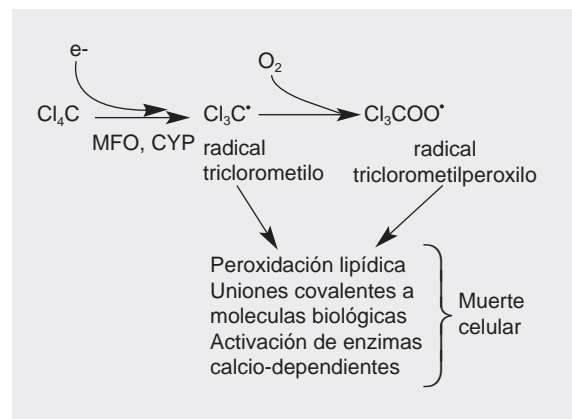 e-
O₂
Cl₄C
Cl₃C•
Cl₃COO•
MFO, CYP
radical
triclorometilo
radical
triclorometilperoxilo
Peroxidación lipídica
Uniones covalentes a
moleculas biológicas
Activación de enzimas
calcio-dependientes
Muerte
celular